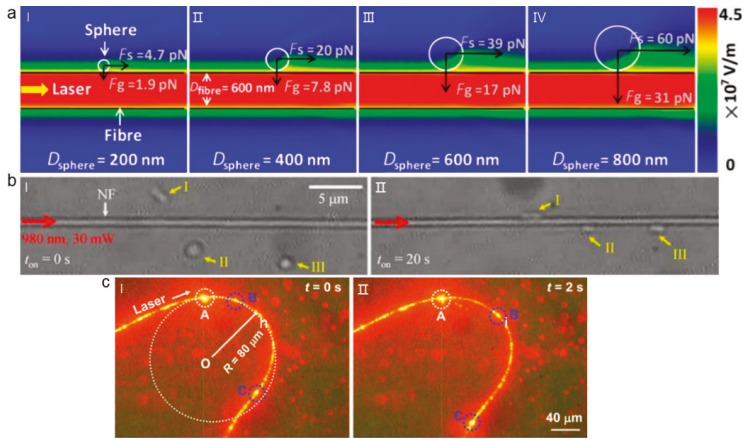 a
I
II
III
IV
4.5
Sphere
Fs = 4.7 pN
Fs = 20 pN
Fs = 39 pN
Fs = 60 pN
Fg = 1.9 pN
Dfibre = 600 nm
Fg = 7.8 pN
Fg = 17 pN
Fg = 31 pN
Laser
Fibre
×10⁷ V/m
0
Dsphere = 200 nm
Dsphere = 400 nm
Dsphere = 600 nm
Dsphere = 800 nm
b
I
NF
I
5 μm
980 nm, 30 mW
ton = 0 s
II
III
II
I
II
III
ton = 20 s
c
I
Laser
t = 0 s
A
B
h
O
R = 80 μm
C
II
t = 2 s
A
B
i
C
40 μm